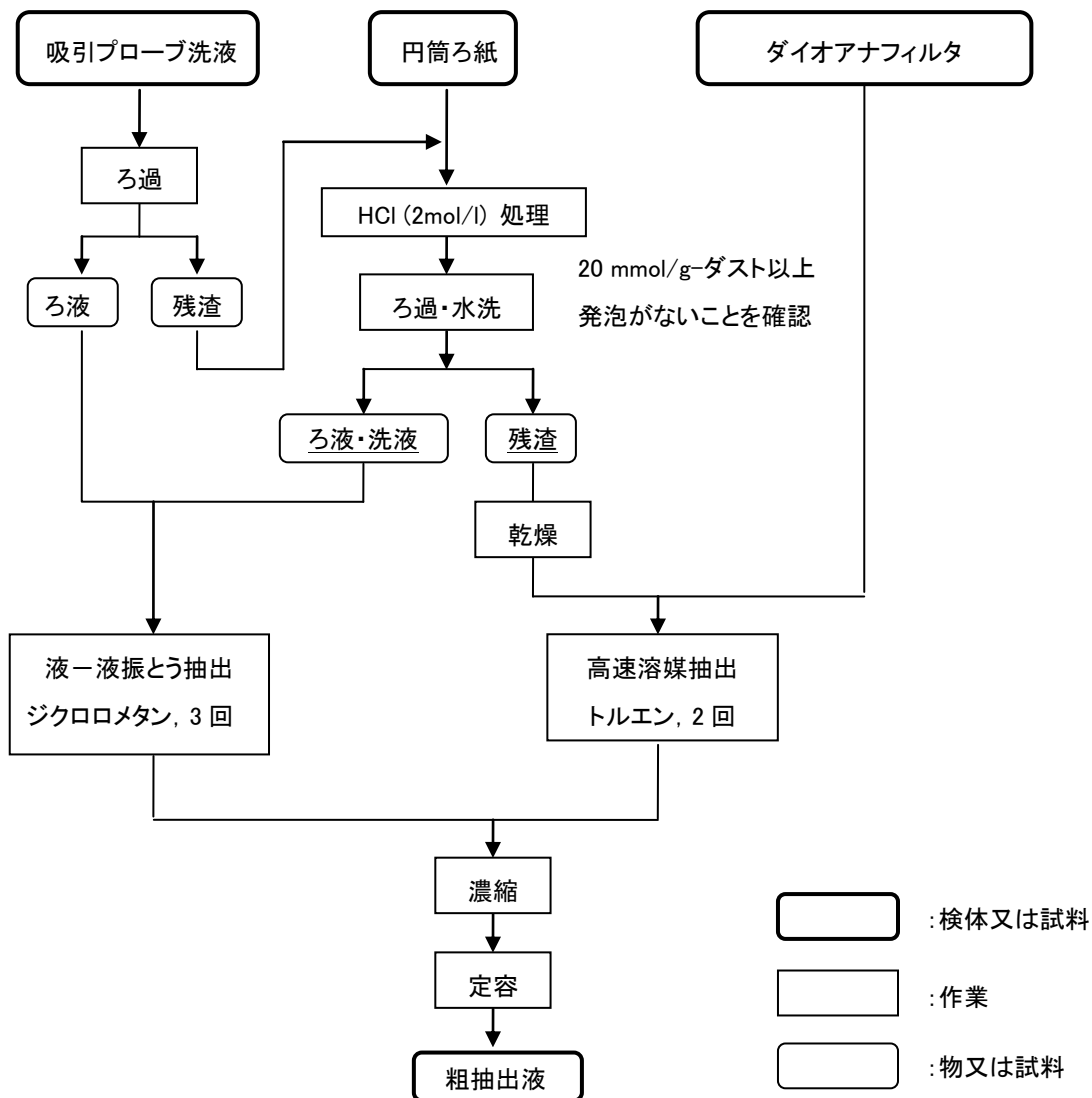 吸引プローブ洗液
円筒ろ紙
ダイオアナフィルタ
ろ過
HCl (2mol/l) 処理
ろ液
残渣
ろ過・水洗
20 mmol/g-ダスト以上
発泡がないことを確認
ろ液・洗液
残渣
乾燥
液－液振とう抽出
ジクロロメタン, 3 回
高速溶媒抽出
トルエン, 2 回
濃縮
定容
粗抽出液
:検体又は試料
:作業
:物又は試料